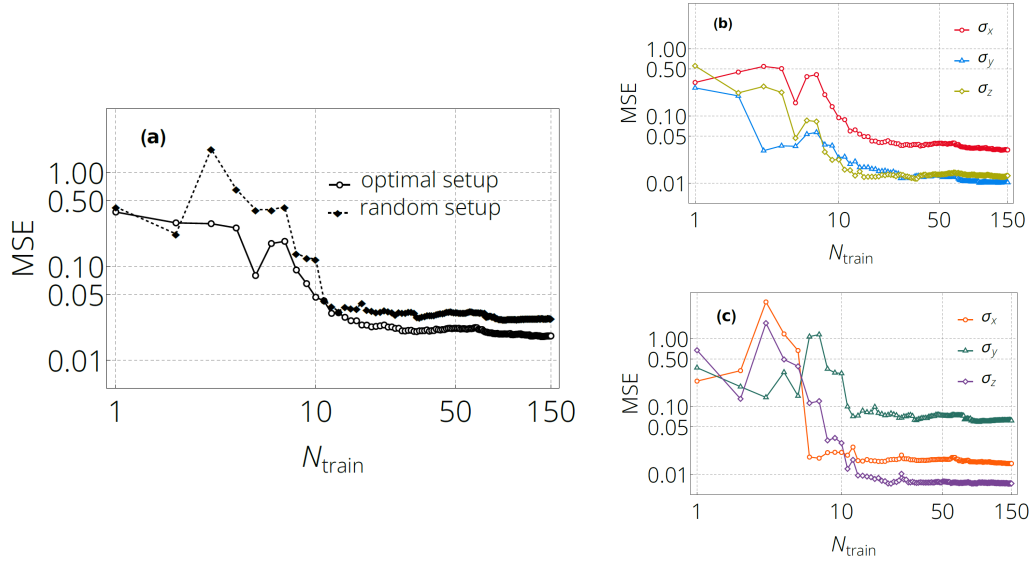 (a)
MSE
1.00
0.50
0.10
0.05
0.01
optimal setup
random setup
1 10 50 150
N_train
(b)
MSE
1.00
0.50
0.10
0.05
0.01
σ_x
σ_y
σ_z
1 10 50 150
N_train
(c)
MSE
1.00
0.50
0.10
0.05
0.01
σ_x
σ_y
σ_z
1 10 50 150
N_train